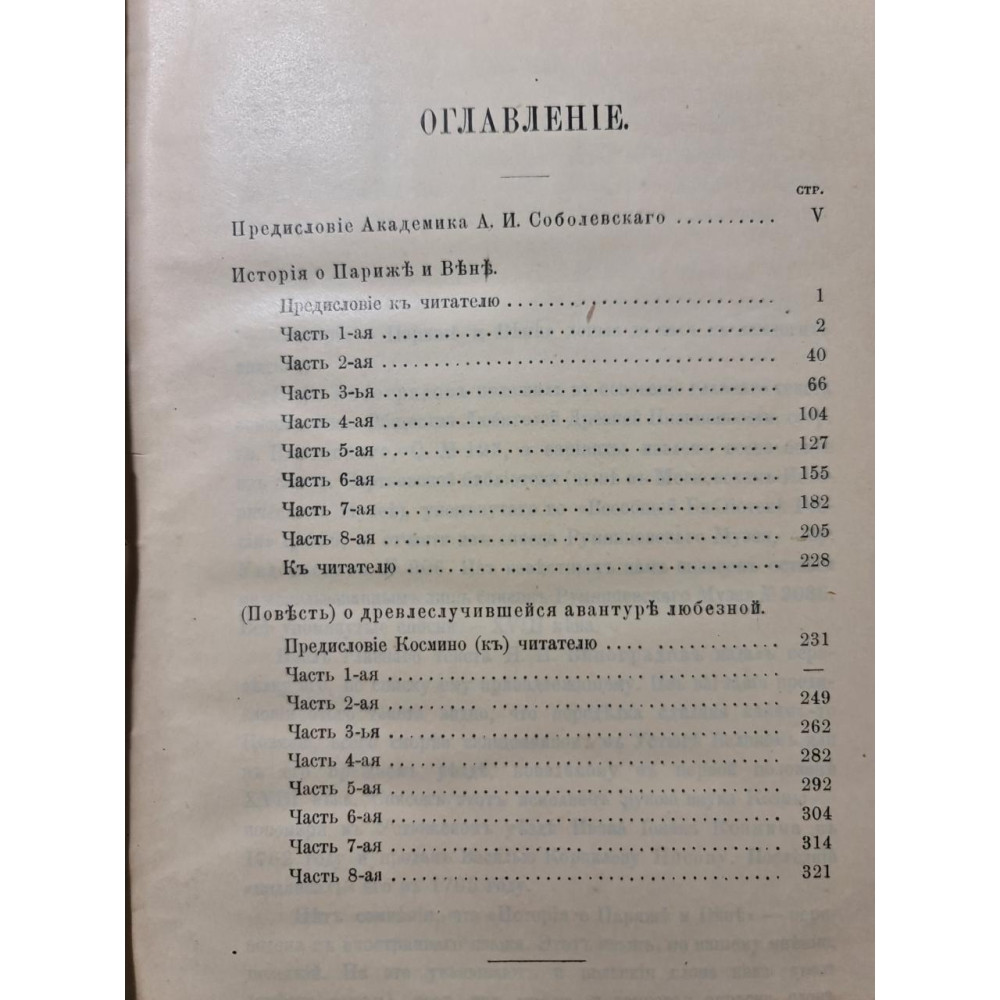 ОГЛАВЛЕНІЕ.
СТР.
Предисловіе Академика А. И. Соболевскаго .......... V
Исторія о Парижѣ и Вѣнѣ.
Предисловіе къ читателю .......................... 1
Часть 1-ая ....................................... 2
Часть 2-ая ....................................... 40
Часть 3-ья ....................................... 66
Часть 4-ая ....................................... 104
Часть 5-ая ....................................... 127
Часть 6-ая ....................................... 155
Часть 7-ая ....................................... 182
Часть 8-ая ....................................... 205
Къ читателю ...................................... 228
(Повѣсть) о древлеслучившейся авантурѣ любезной.
Предисловіе Космино (къ) читателю .... ........... 231
Часть 1-ая ....................................... —
Часть 2-ая ....................................... 249
Часть 3-ья ....................................... 262
Часть 4-ая ....................................... 282
Часть 5-ая ....................................... 292
Часть 6-ая ....................................... 304
Часть 7-ая ....................................... 314
Часть 8-ая ....................................... 321